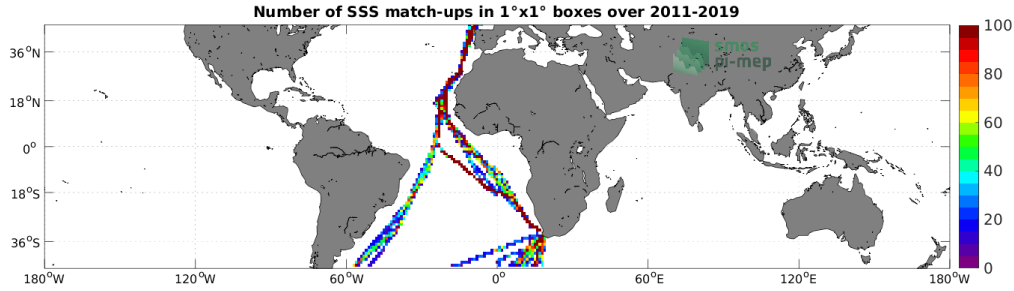 Number of SSS match-ups in 1°x1° boxes over 2011-2019
smos
pi-mep
36°N
18°N
0°
18°S
36°S
180°W
120°W
60°W
0°
60°E
120°E
180°W
100
80
60
40
20
0